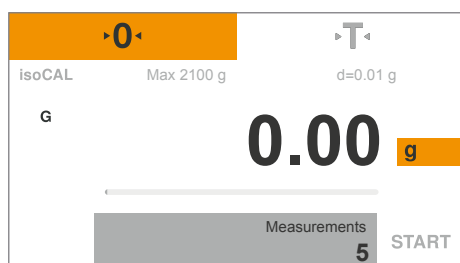 0 T
isoCAL Max 2100 g d=0.01 g
G
0.00 g
Measurements
5 START